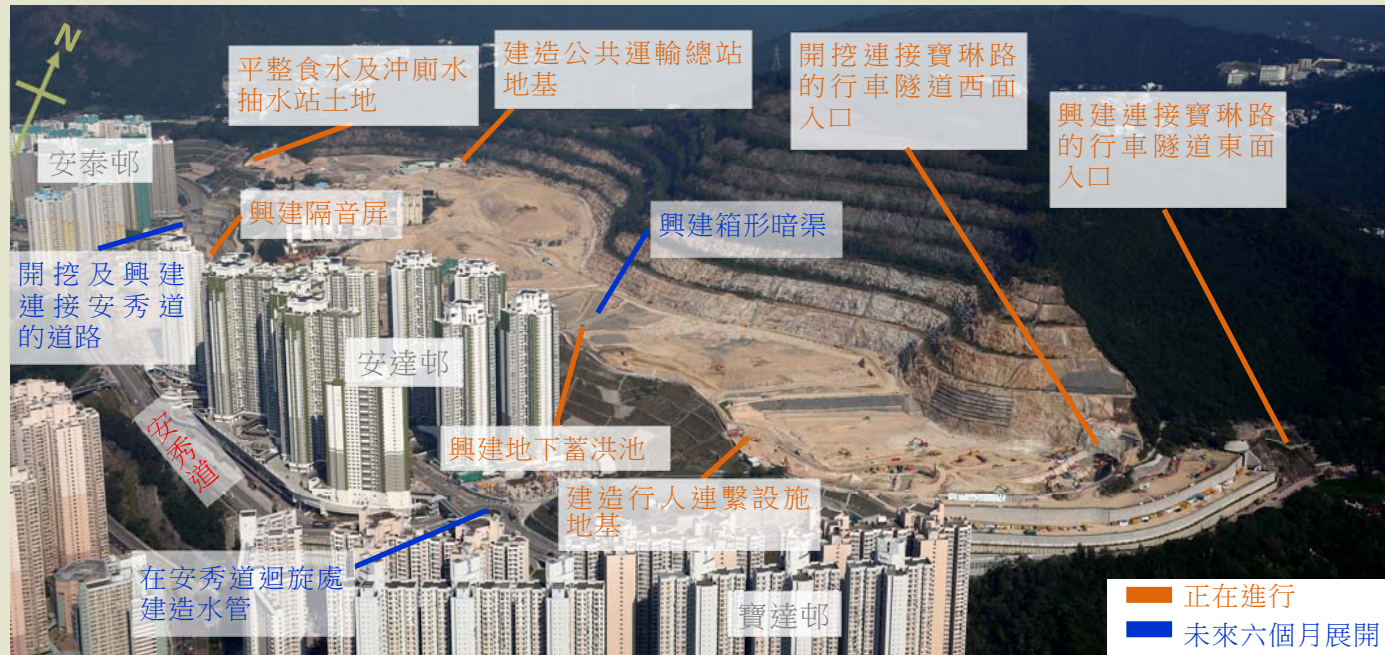 N
平整食水及沖廁水
抽水站土地
建造公共運輸總站
地基
開挖連接寶琳路
的行車隧道西面
入口
興建連接寶琳路
的行車隧道東面
入口
安泰邨
興建隔音屏
興建箱形暗渠
開挖及興建
連接安秀道
的道路
安達邨
安秀道
興建地下蓄洪池
建造行人連繫設施
地基
在安秀道迴旋處
建造水管
寶達邨
正在進行
未來六個月展開